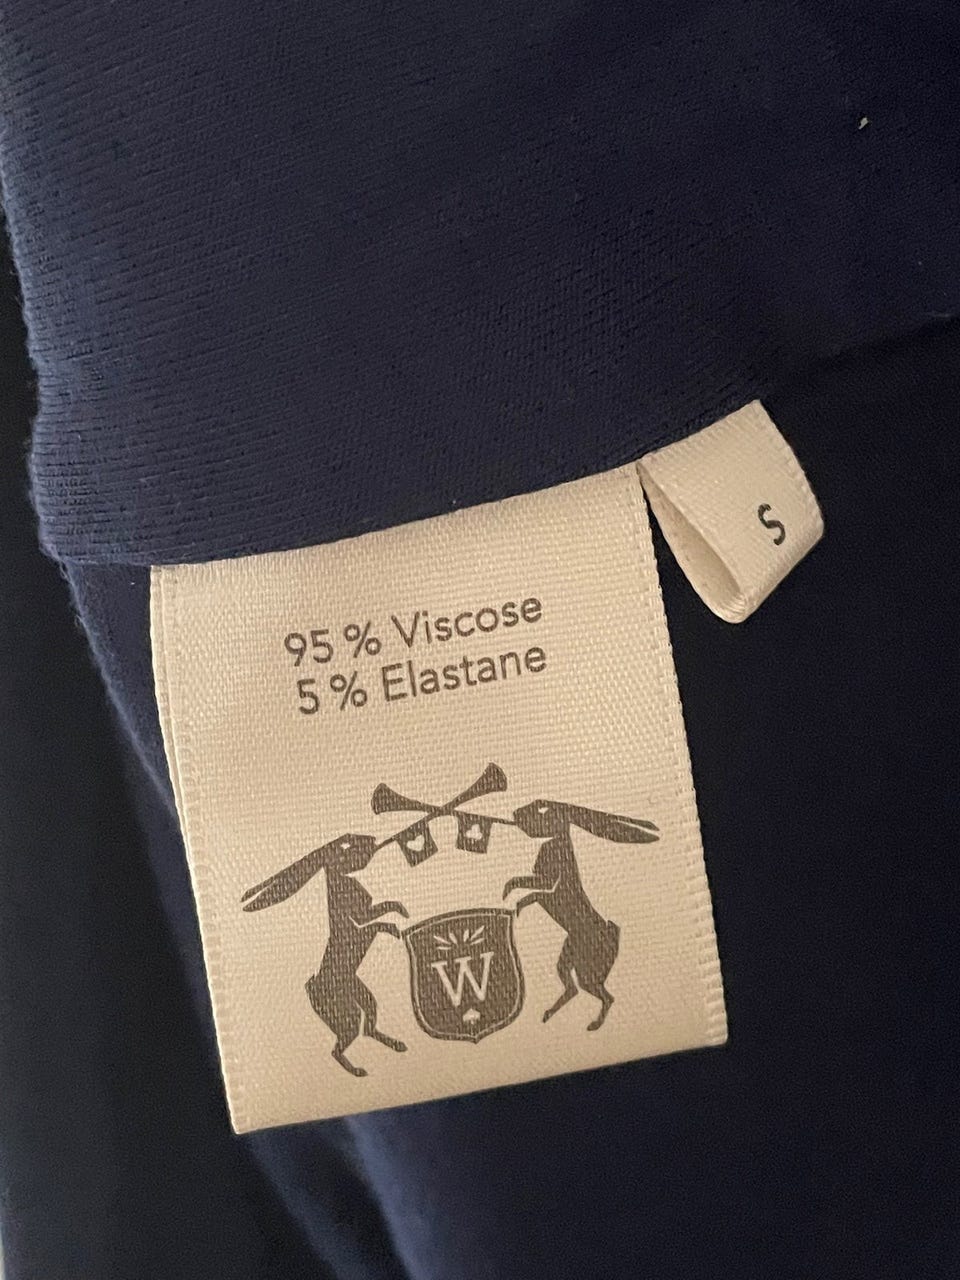 S
95 % Viscose
5 % Elastane
W